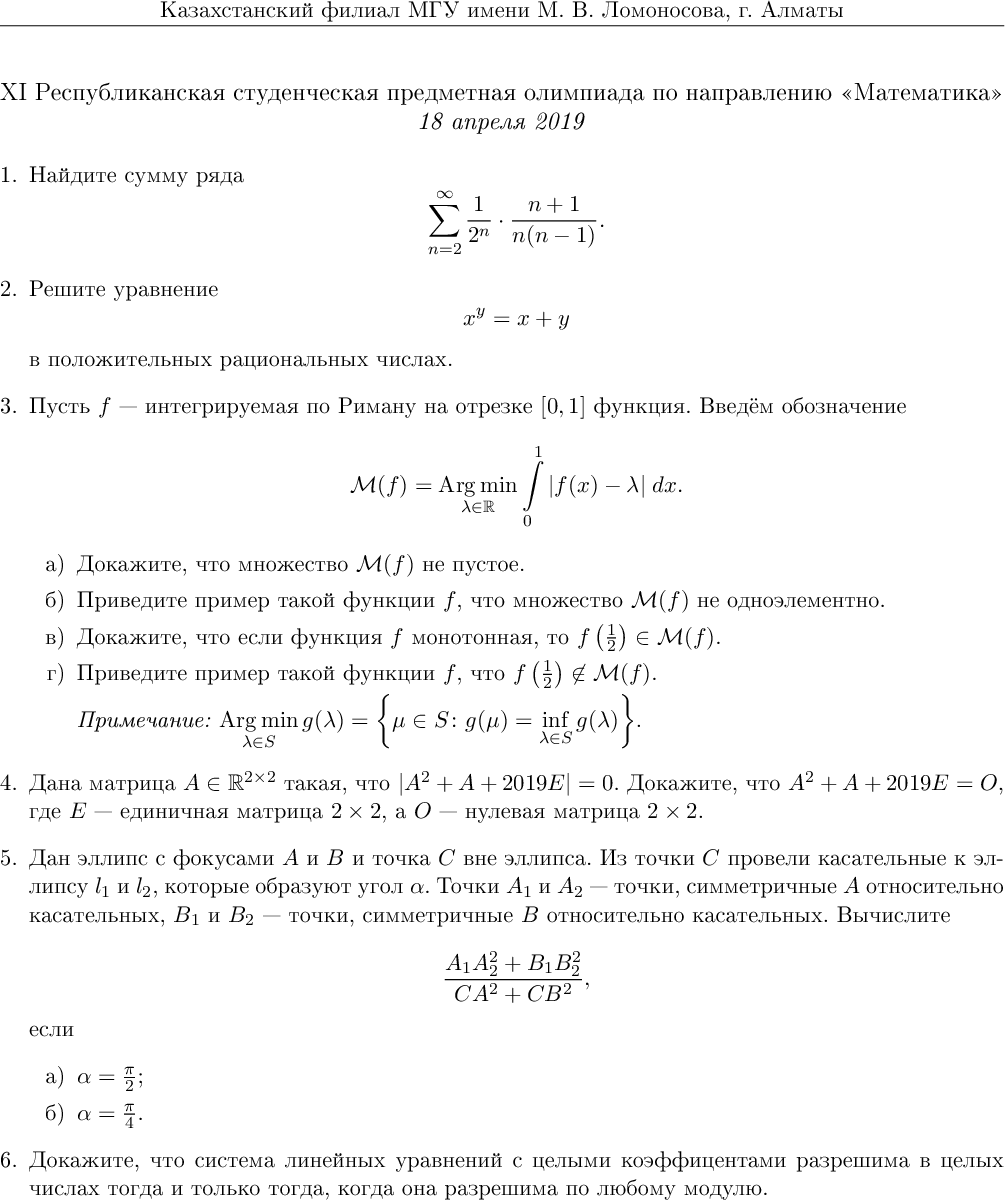 Казахстанский филиал МГУ имени М. В. Ломоносова, г. Алматы
XI Республиканская студенческая предметная олимпиада по направлению «Математика»
18 апреля 2019
1. Найдите сумму ряда
$$\sum_{n=2}^{\infty} \frac{1}{2^n} \cdot \frac{n+1}{n(n-1)}.$$
2. Решите уравнение
$$x^y = x + y$$
в положительных рациональных числах.
3. Пусть $f$ — интегрируемая по Риману на отрезке $[0, 1]$ функция. Введём обозначение
$$\mathcal{M}(f) = \underset{\lambda \in \mathbb{R}}{\operatorname{Arg\,min}} \int\limits_0^1 |f(x) - \lambda| \, dx.$$
а) Докажите, что множество $\mathcal{M}(f)$ не пустое.
б) Приведите пример такой функции $f$, что множество $\mathcal{M}(f)$ не одноэлементно.
в) Докажите, что если функция $f$ монотонная, то $f\left(\frac{1}{2}\right) \in \mathcal{M}(f)$.
г) Приведите пример такой функции $f$, что $f\left(\frac{1}{2}\right) \notin \mathcal{M}(f)$.
Примечание: $\underset{\lambda \in S}{\operatorname{Arg\,min}}\, g(\lambda) = \left\{ \mu \in S \colon g(\mu) = \inf\limits_{\lambda \in S} g(\lambda) \right\}$.
4. Дана матрица $A \in \mathbb{R}^{2 \times 2}$ такая, что $|A^2 + A + 2019E| = 0$. Докажите, что $A^2 + A + 2019E = O$,
где $E$ — единичная матрица $2 \times 2$, а $O$ — нулевая матрица $2 \times 2$.
5. Дан эллипс с фокусами $A$ и $B$ и точка $C$ вне эллипса. Из точки $C$ провели касательные к эл-
липсу $l_1$ и $l_2$, которые образуют угол $\alpha$. Точки $A_1$ и $A_2$ — точки, симметричные $A$ относительно
касательных, $B_1$ и $B_2$ — точки, симметричные $B$ относительно касательных. Вычислите
$$\frac{A_1A_2^2 + B_1B_2^2}{CA^2 + CB^2},$$
если
а) $\alpha = \frac{\pi}{2}$;
б) $\alpha = \frac{\pi}{4}$.
6. Докажите, что система линейных уравнений с целыми коэффицентами разрешима в целых
числах тогда и только тогда, когда она разрешима по любому модулю.